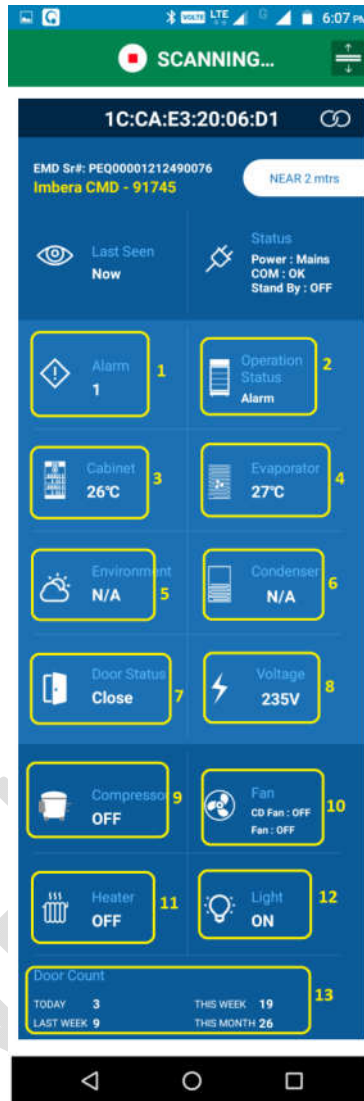 VOLTE LTE G 6:07 PM
SCANNING...
1C:CA:E3:20:06:D1
EMD Sr#: PEQ00001212490076
Imbera CMD - 91745
NEAR 2 mtrs
Last Seen
Now
Status
Power : Mains
COM : OK
Stand By : OFF
Alarm
1
1
Operation
Status
Alarm
2
Cabinet
26°C
3
Evaporator
27°C
4
Environment
N/A
5
Condenser
N/A
6
Door Status
Close
7
Voltage
235V
8
Compressor
OFF
9
Fan
CD Fan : OFF
Fan : OFF
10
Heater
OFF
11
Light
ON
12
Door Count
TODAY 3 THIS WEEK 19
LAST WEEK 9 THIS MONTH 26
13